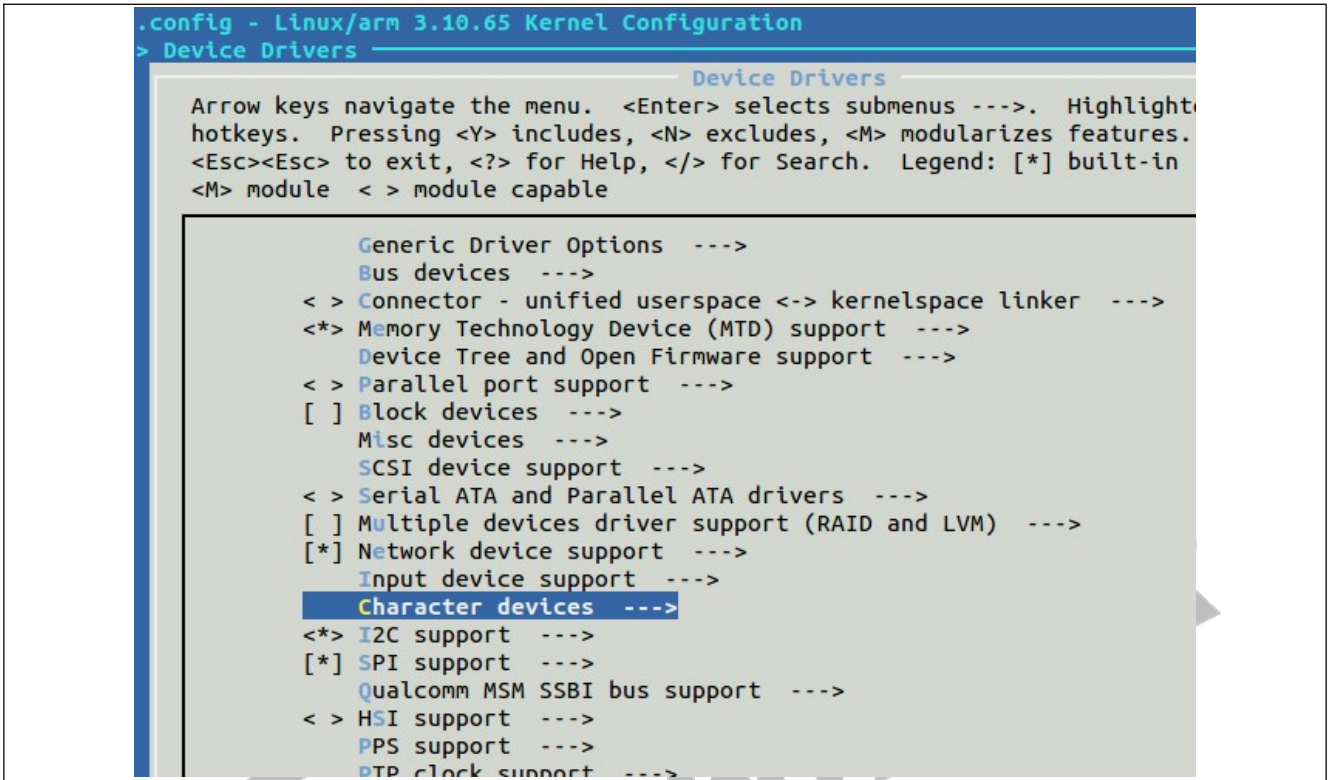 .config - Linux/arm 3.10.65 Kernel Configuration
> Device Drivers
Device Drivers
Arrow keys navigate the menu.  <Enter> selects submenus --->.  Highlight
hotkeys.  Pressing <Y> includes, <N> excludes, <M> modularizes features.
<Esc><Esc> to exit, <?> for Help, </> for Search.  Legend: [*] built-in
<M> module  < > module capable
Generic Driver Options  --->
Bus devices  --->
< > Connector - unified userspace <-> kernelspace linker  --->
<*> Memory Technology Device (MTD) support  --->
Device Tree and Open Firmware support  --->
< > Parallel port support  --->
[ ] Block devices  --->
Misc devices  --->
SCSI device support  --->
< > Serial ATA and Parallel ATA drivers  --->
[ ] Multiple devices driver support (RAID and LVM)  --->
[*] Network device support  --->
Input device support  --->
Character devices  --->
<*> I2C support  --->
[*] SPI support  --->
Qualcomm MSM SSBI bus support  --->
< > HSI support  --->
PPS support  --->
PTP clock support  --->